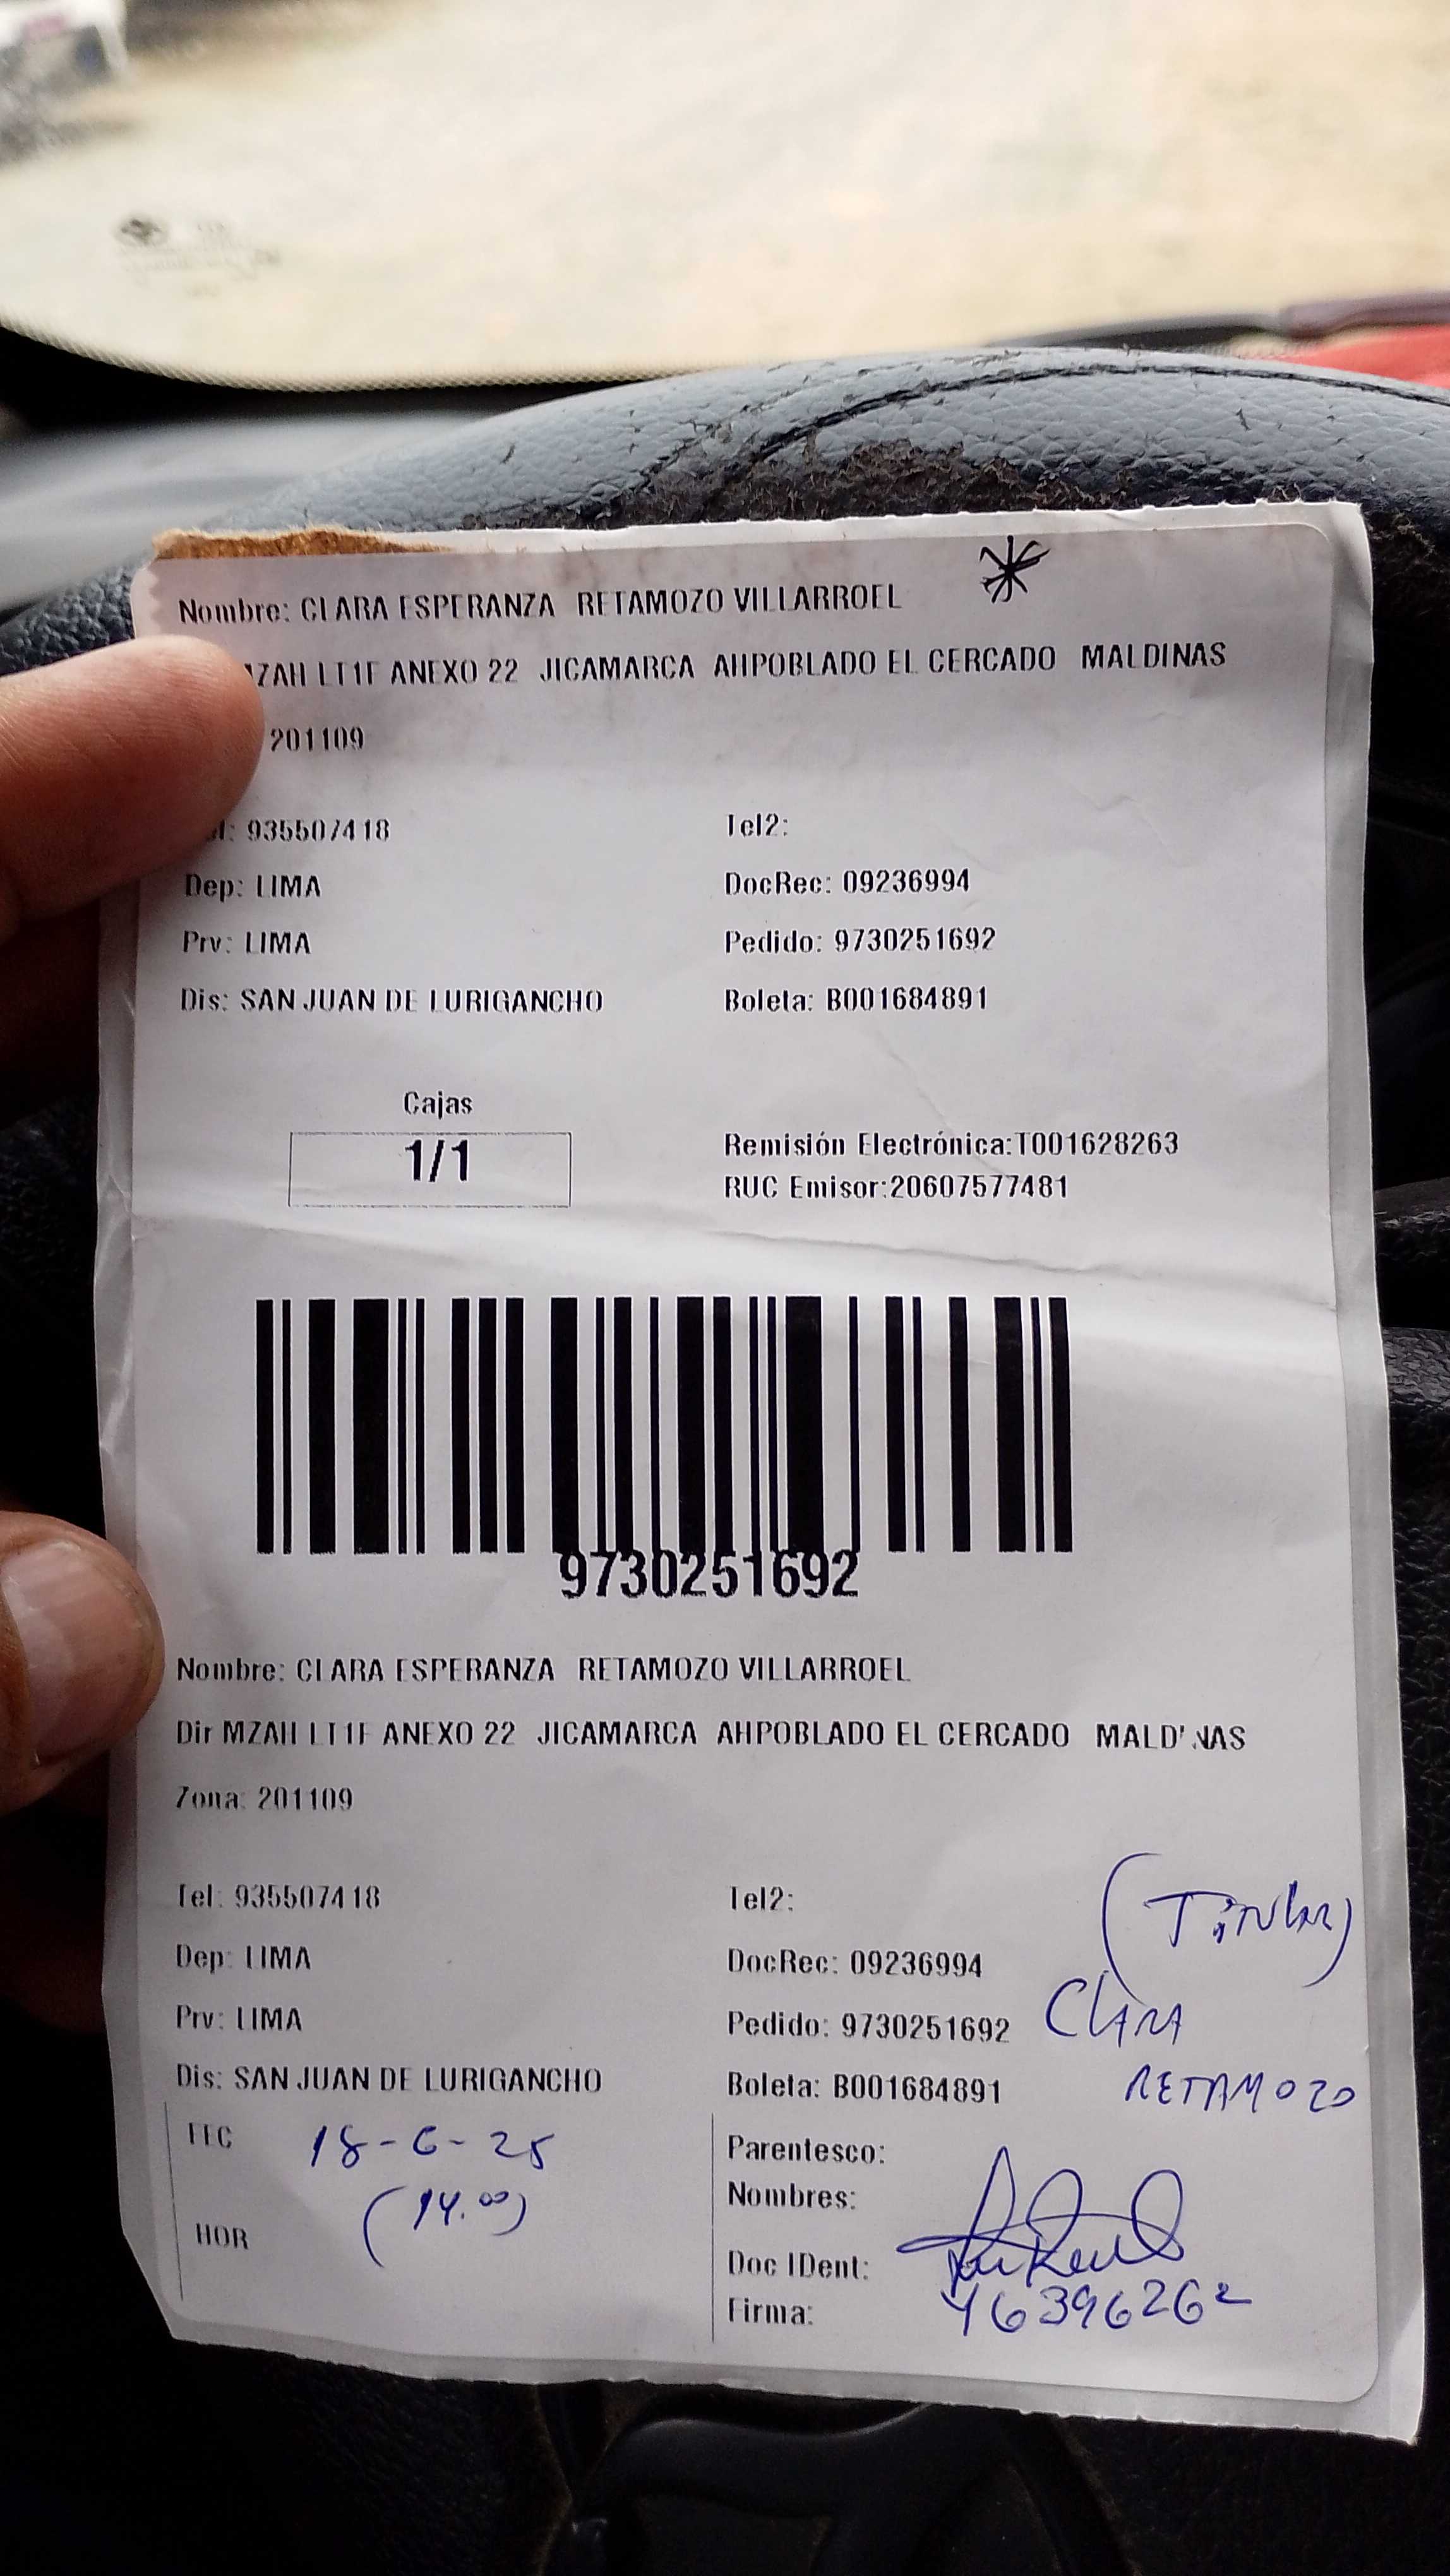 Nombre: CLARA ESPERANZA RETAMOZO VILLARROEL
MZAH LT1F ANEXO 22 JICAMARCA AHPOBLADO EL CERCADO MALDINAS
201109
Tel: 935507418
Tel2:
Dep: LIMA
DocRec: 09236994
Prv: LIMA
Pedido: 9730251692
Dis: SAN JUAN DE LURIGANCHO
Boleta: B001684891
Cajas
1/1
Remisión Electrónica:T001628263
RUC Emisor:20607577481
9730251692
Nombre: CLARA ESPERANZA RETAMOZO VILLARROEL
Dir MZAH LT1F ANEXO 22 JICAMARCA AHPOBLADO EL CERCADO MALDINAS
Zona: 201109
Tel: 935507418
Tel2:
(Titular)
Dep: LIMA
DocRec: 09236994
Prv: LIMA
Pedido: 9730251692
Clara
Dis: SAN JUAN DE LURIGANCHO
Boleta: B001684891
RETAMOZO
FEC 18-6-25
Parentesco:
HOR (14.00)
Nombres:
Doc IDent:
Firma: 46396262